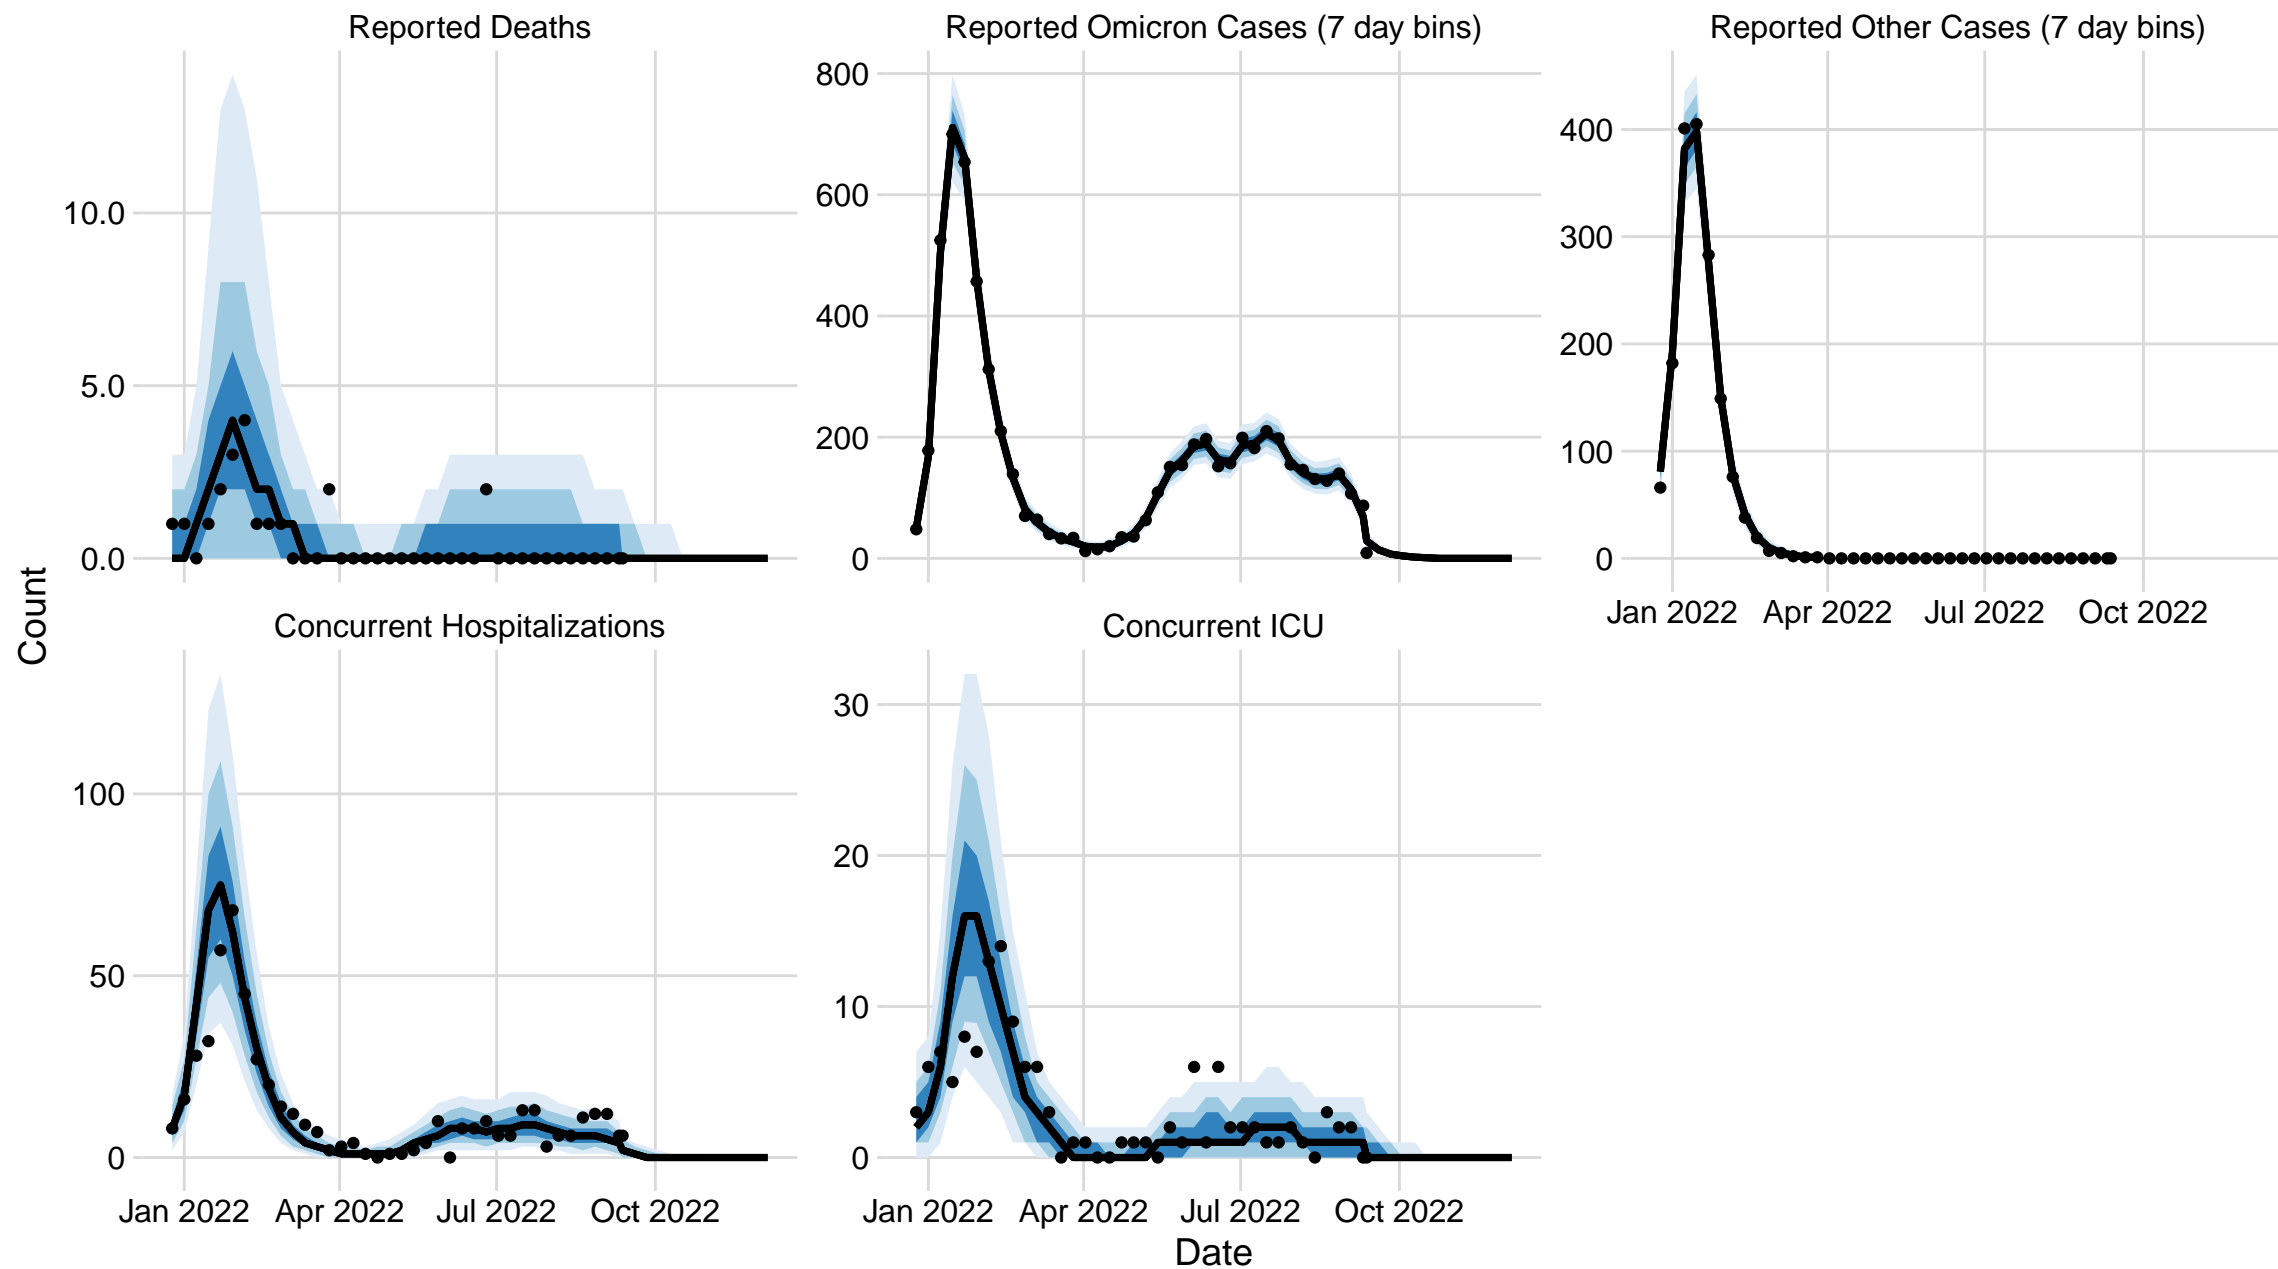 Reported Deaths
Reported Omicron Cases (7 day bins)
Reported Other Cases (7 day bins)
10.0
5.0
0.0
800
600
400
200
0
400
300
200
100
0
Jan 2022 Apr 2022 Jul 2022 Oct 2022
Count
Concurrent Hospitalizations
Concurrent ICU
100
50
0
30
20
10
0
Jan 2022 Apr 2022 Jul 2022 Oct 2022
Jan 2022 Apr 2022 Jul 2022 Oct 2022
Date